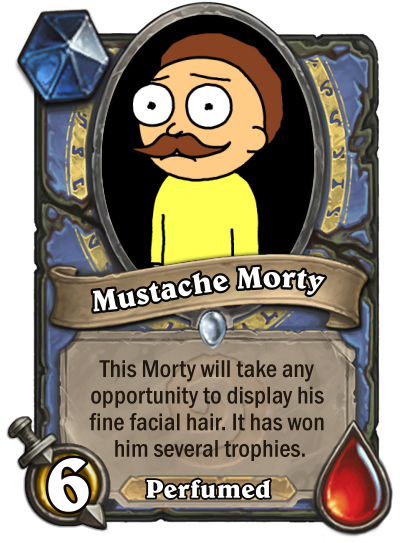 Mustache Morty
This Morty will take any
opportunity to display his
fine facial hair. It has won
him several trophies.
6
Perfumed